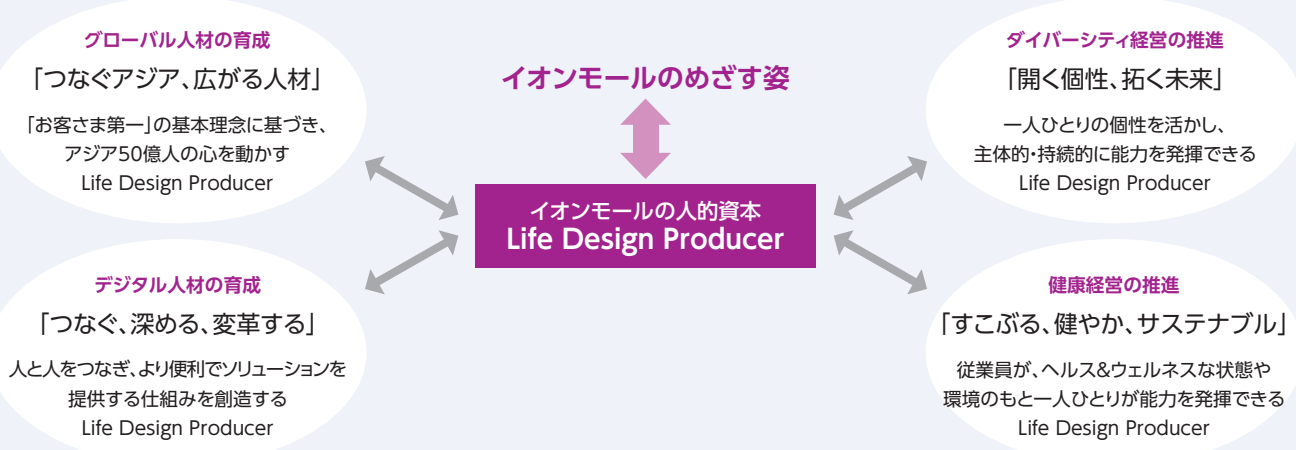 グローバル人材の育成
「つなぐアジア、広がる人材」
「お客さま第一」の基本理念に基づき、
アジア50億人の心を動かす
Life Design Producer
デジタル人材の育成
「つなぐ、深める、変革する」
人と人をつなぎ、より便利でソリューションを
提供する仕組みを創造する
Life Design Producer
イオンモールのめざす姿
イオンモールの人的資本
Life Design Producer
ダイバーシティ経営の推進
「開く個性、拓く未来」
一人ひとりの個性を活かし、
主体的・持続的に能力を発揮できる
Life Design Producer
健康経営の推進
「すこぶる、健やか、サステナブル」
従業員が、ヘルス&ウェルネスな状態や
環境のもと一人ひとりが能力を発揮できる
Life Design Producer